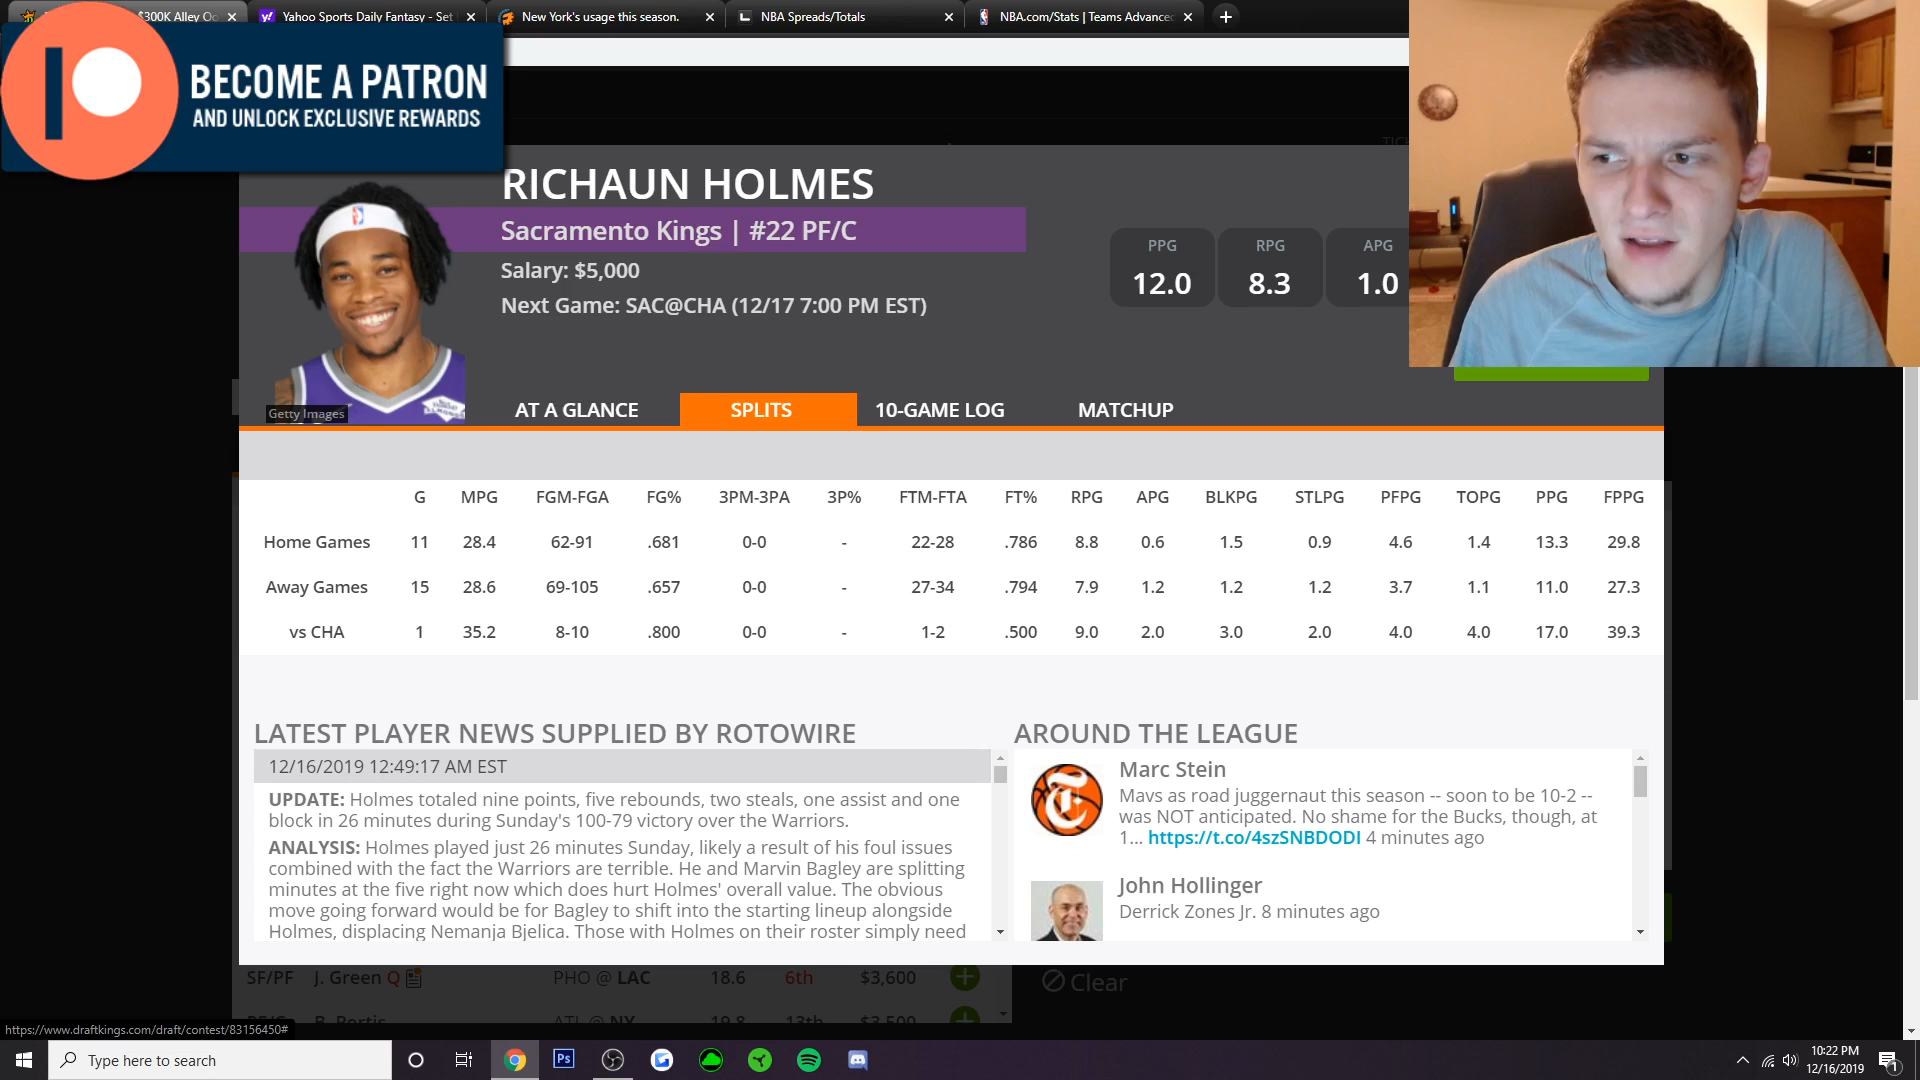 $300K Alley Oo
Yahoo Sports Daily Fantasy - Set
New York's usage this season.
NBA Spreads/Totals
NBA.com/Stats | Teams Advanced
BECOME A PATRON
AND UNLOCK EXCLUSIVE REWARDS
RICHAUN HOLMES
Sacramento Kings | #22 PF/C
Salary: $5,000
Next Game: SAC@CHA (12/17 7:00 PM EST)
PPG RPG APG
12.0 8.3 1.0
Getty Images
AT A GLANCE SPLITS 10-GAME LOG MATCHUP
G MPG FGM-FGA FG% 3PM-3PA 3P% FTM-FTA FT% RPG APG BLKPG STLPG PFPG TOPG PPG FPPG
Home Games 11 28.4 62-91 .681 0-0 - 22-28 .786 8.8 0.6 1.5 0.9 4.6 1.4 13.3 29.8
Away Games 15 28.6 69-105 .657 0-0 - 27-34 .794 7.9 1.2 1.2 1.2 3.7 1.1 11.0 27.3
vs CHA 1 35.2 8-10 .800 0-0 - 1-2 .500 9.0 2.0 3.0 2.0 4.0 4.0 17.0 39.3
LATEST PLAYER NEWS SUPPLIED BY ROTOWIRE
12/16/2019 12:49:17 AM EST
UPDATE: Holmes totaled nine points, five rebounds, two steals, one assist and one
block in 26 minutes during Sunday's 100-79 victory over the Warriors.
ANALYSIS: Holmes played just 26 minutes Sunday, likely a result of his foul issues
combined with the fact the Warriors are terrible. He and Marvin Bagley are splitting
minutes at the five right now which does hurt Holmes' overall value. The obvious
move going forward would be for Bagley to shift into the starting lineup alongside
Holmes, displacing Nemanja Bjelica. Those with Holmes on their roster simply need
AROUND THE LEAGUE
Marc Stein
Mavs as road juggernaut this season -- soon to be 10-2 --
was NOT anticipated. No shame for the Bucks, though, at
1... https://t.co/4szSNBDODI 4 minutes ago
John Hollinger
Derrick Zones Jr. 8 minutes ago
SF/PF J. Green Q PHO @ LAC 18.6 6th $3,600
Clear
PF/C B. Portis ATL @ NY 19.8 13th $3,500
https://www.draftkings.com/draft/contest/83156450#
Type here to search
Ps
10:22 PM
12/16/2019
1